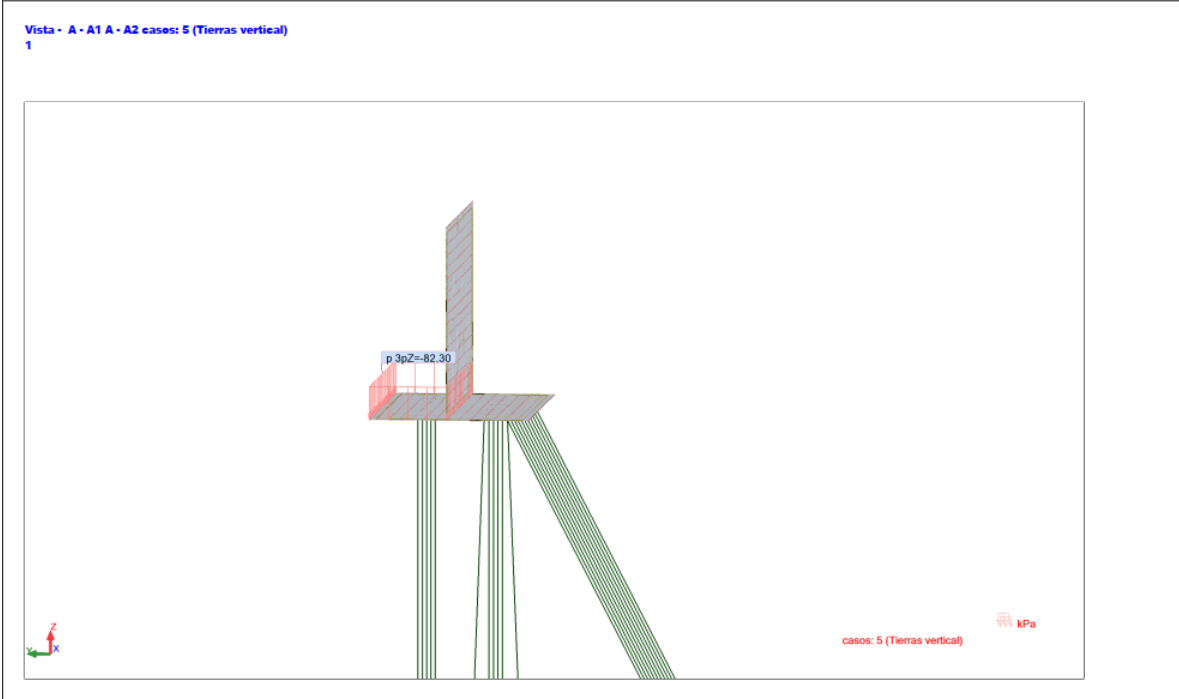 Vista - A - A1 A - A2 casos: 5 (Tierras vertical)
1
p 3pZ=-82.30
Z
Y
X
kPa
casos: 5 (Tierras vertical)